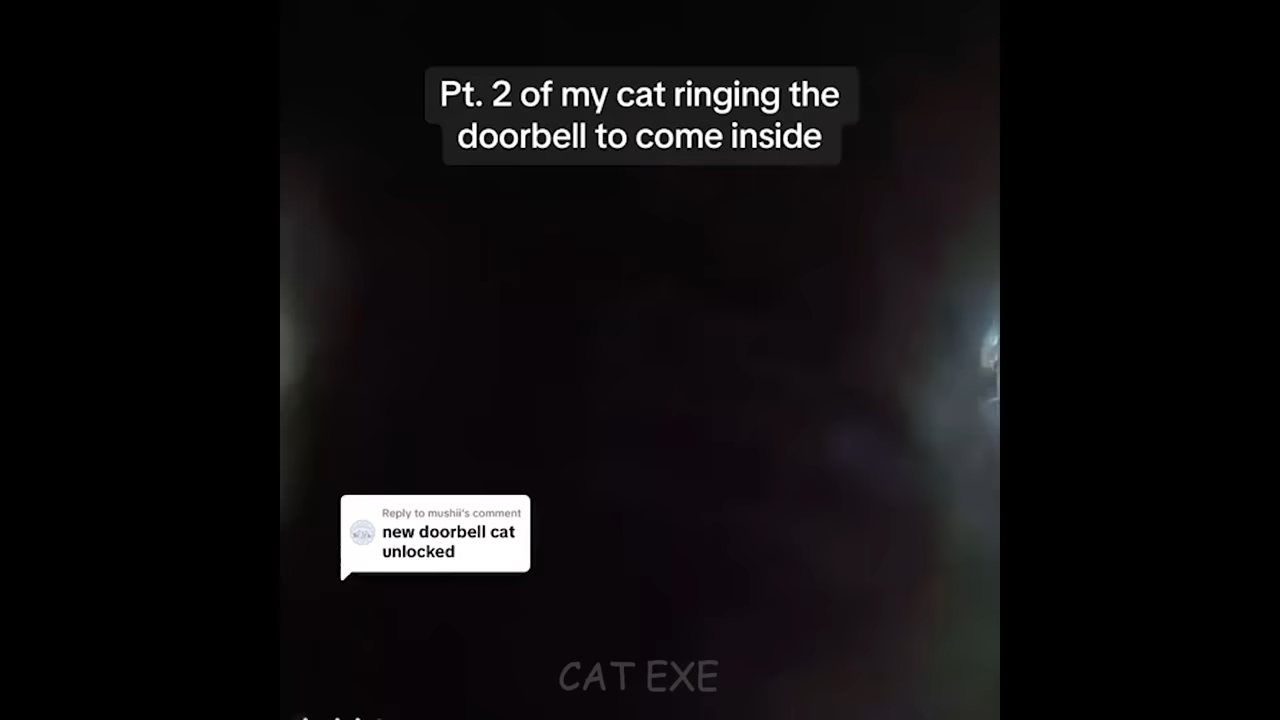 Pt. 2 of my cat ringing the
doorbell to come inside
Reply to mushii's comment
new doorbell cat
unlocked
CAT EXE